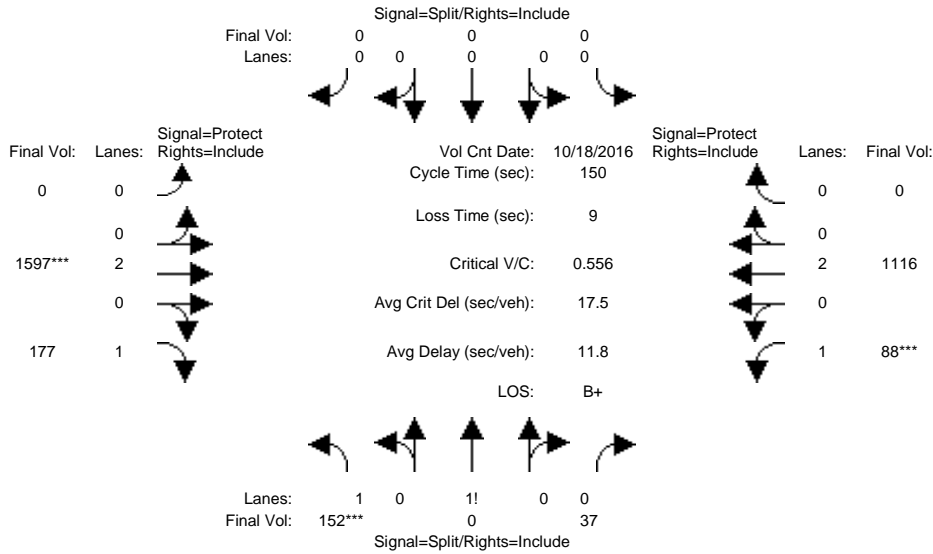 Signal=Split/Rights=Include
Final Vol: 0 0 0
Lanes: 0 0 0 0 0
Signal=Protect Signal=Protect
Final Vol: Lanes: Rights=Include Vol Cnt Date: 10/18/2016 Rights=Include Lanes: Final Vol:
Cycle Time (sec): 150
0 0 0 0
Loss Time (sec): 9
0 0
1597*** 2 Critical V/C: 0.556 2 1116
0 Avg Crit Del (sec/veh): 17.5 0
177 1 Avg Delay (sec/veh): 11.8 1 88***
LOS: B+
Lanes: 1 0 1! 0 0
Final Vol: 152*** 0 37
Signal=Split/Rights=Include